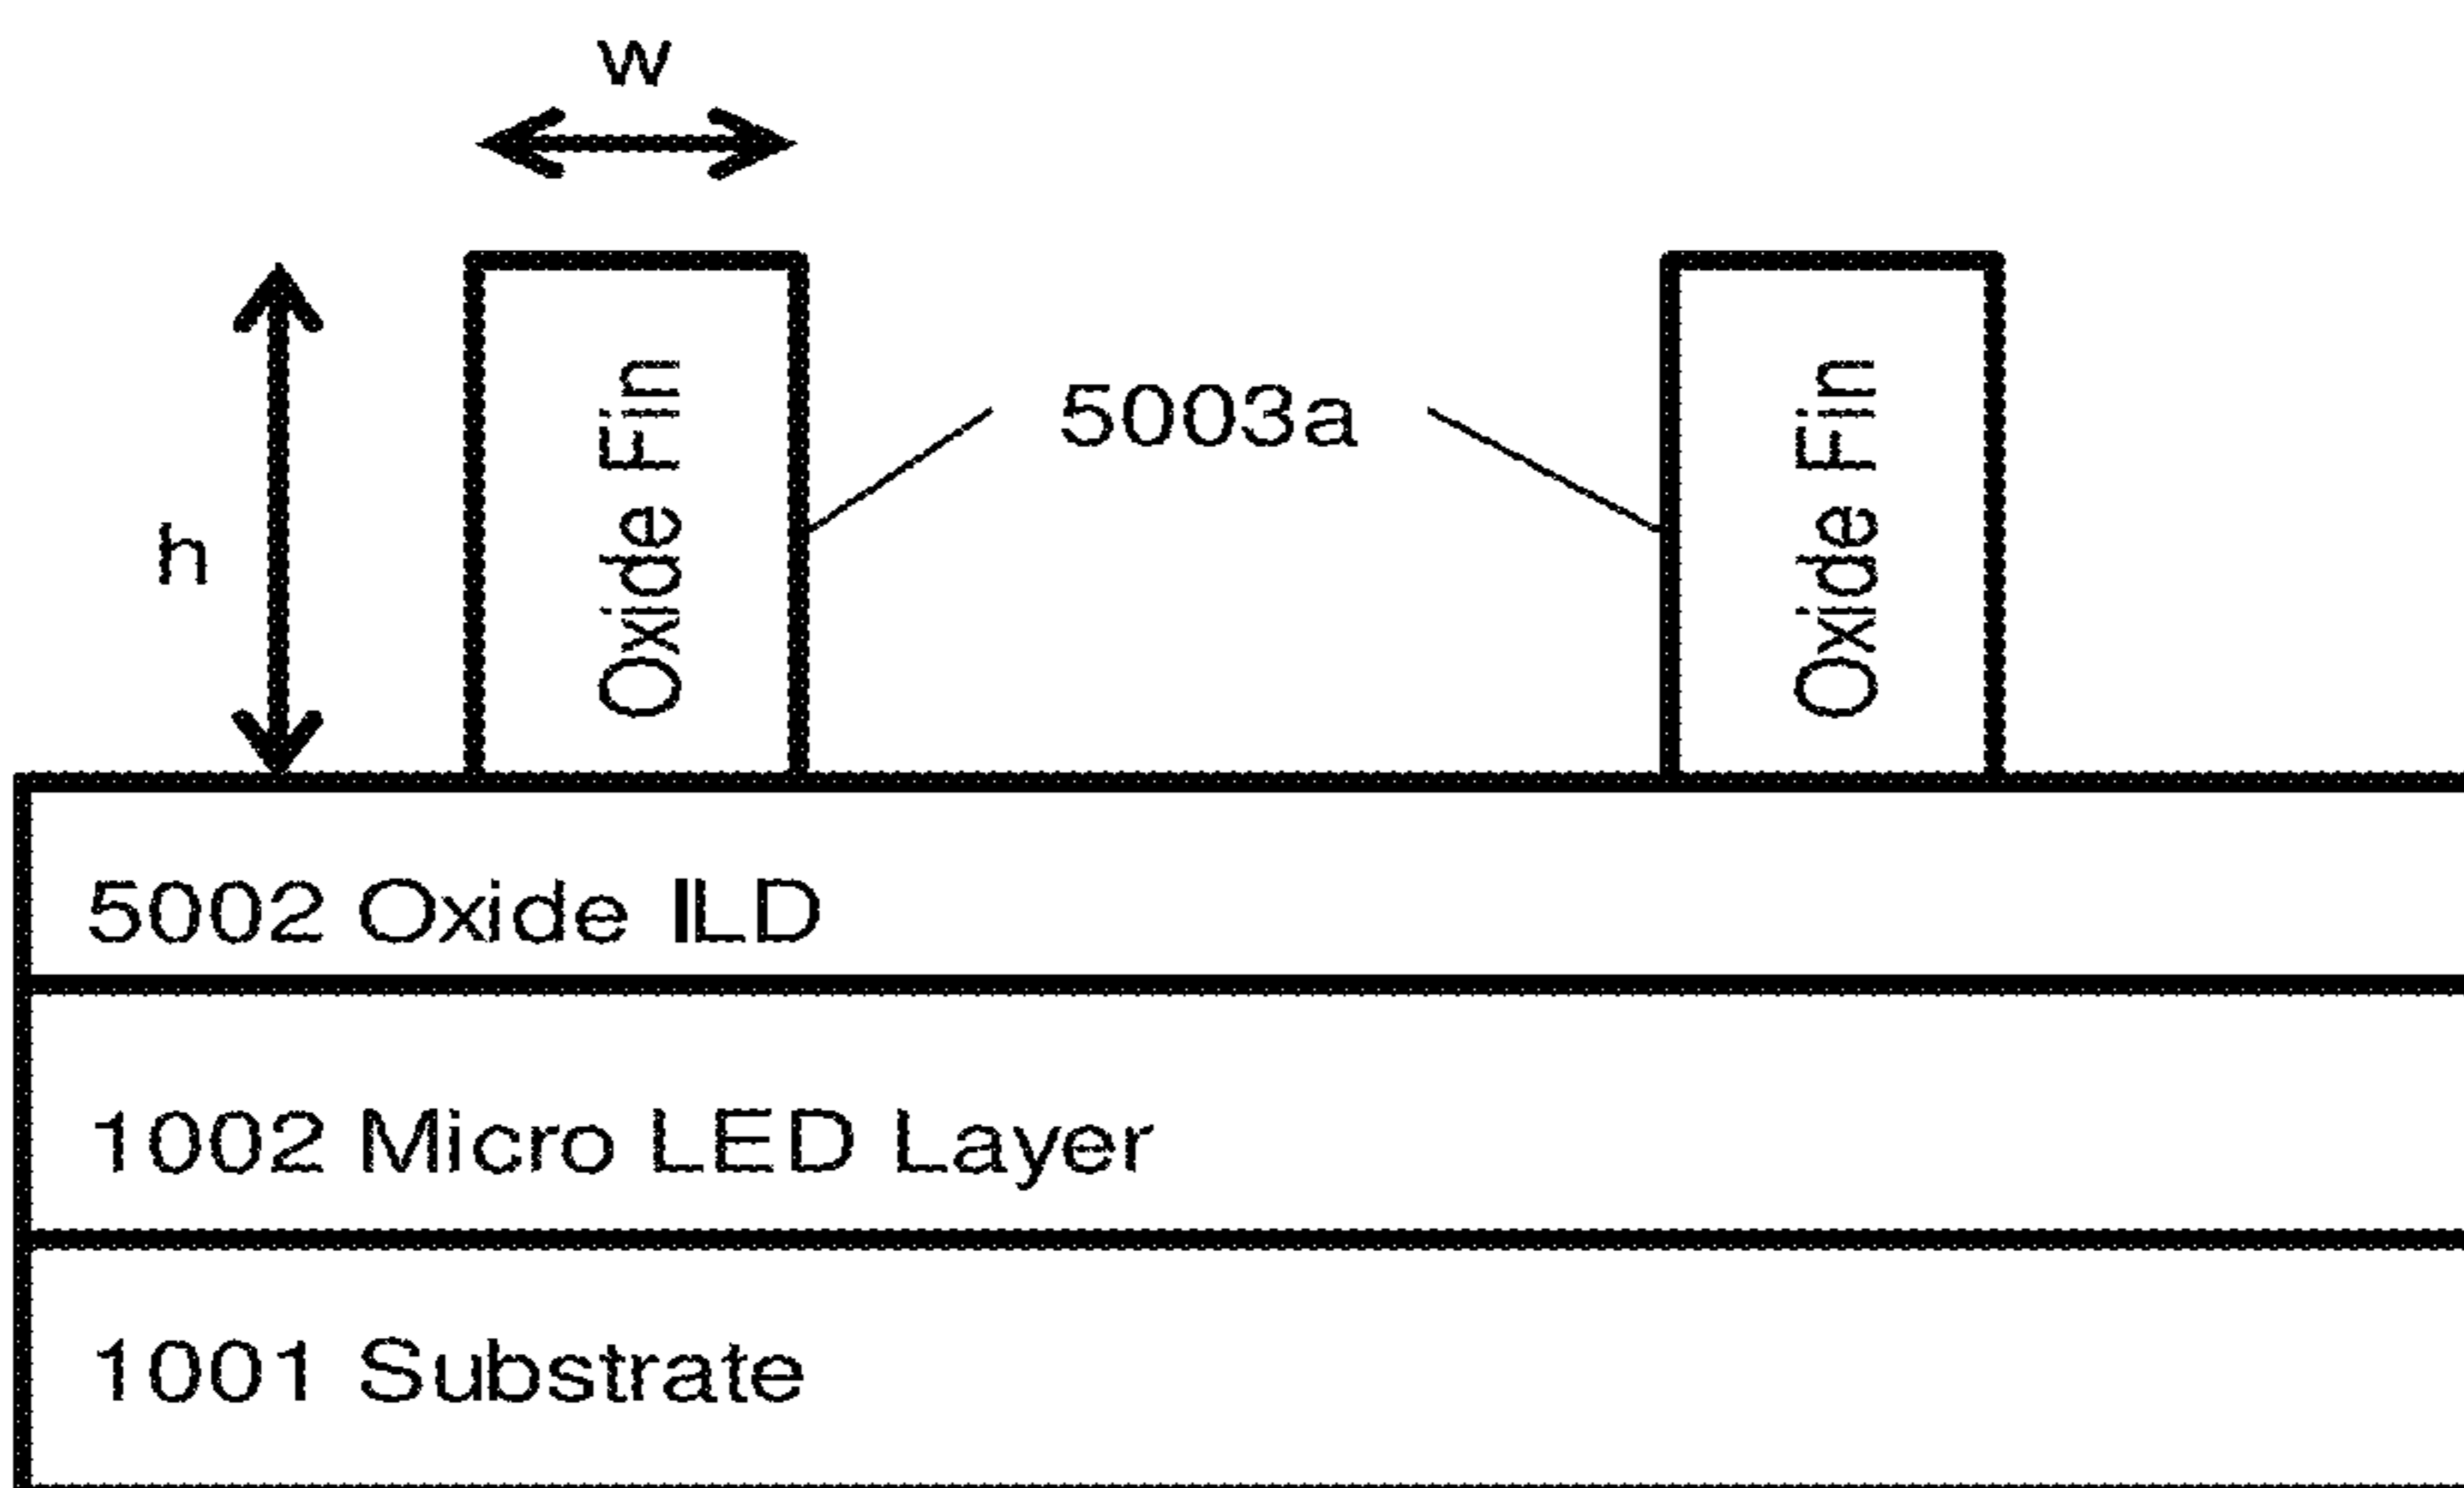 w
h
Oxide Fin
5003a
Oxide Fin
5002 Oxide ILD
1002 Micro LED Layer
1001 Substrate